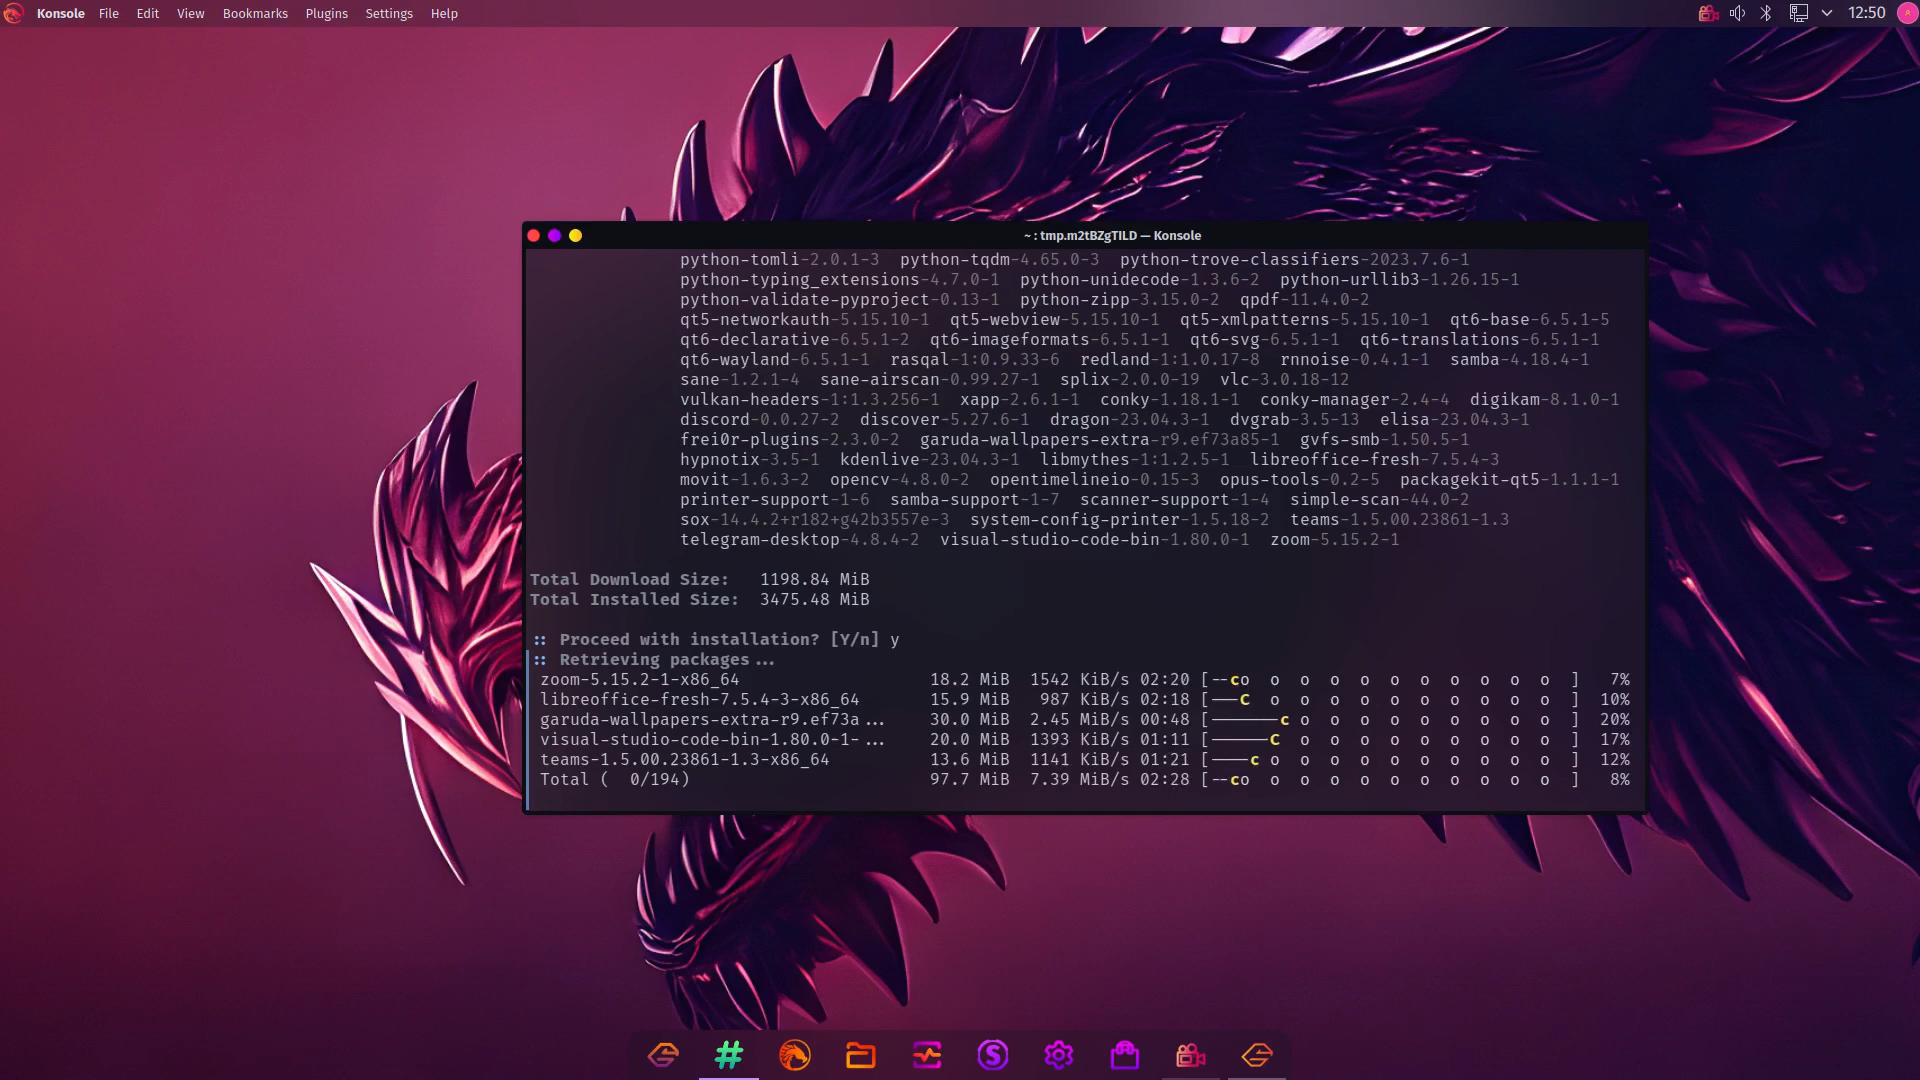 Konsole File Edit View Bookmarks Plugins Settings Help 12:50
~ : tmp.m2tBZgTILD — Konsole
python-tomli-2.0.1-3 python-tqdm-4.65.0-3 python-trove-classifiers-2023.7.6-1
python-typing_extensions-4.7.0-1 python-unidecode-1.3.6-2 python-urllib3-1.26.15-1
python-validate-pyproject-0.13-1 python-zipp-3.15.0-2 qpdf-11.4.0-2
qt5-networkauth-5.15.10-1 qt5-webview-5.15.10-1 qt5-xmlpatterns-5.15.10-1 qt6-base-6.5.1-5
qt6-declarative-6.5.1-2 qt6-imageformats-6.5.1-1 qt6-svg-6.5.1-1 qt6-translations-6.5.1-1
qt6-wayland-6.5.1-1 rasqal-1:0.9.33-6 redland-1:1.0.17-8 rnnoise-0.4.1-1 samba-4.18.4-1
sane-1.2.1-4 sane-airscan-0.99.27-1 splix-2.0.0-19 vlc-3.0.18-12
vulkan-headers-1:1.3.256-1 xapp-2.6.1-1 conky-1.18.1-1 conky-manager-2.4-4 digikam-8.1.0-1
discord-0.0.27-2 discover-5.27.6-1 dragon-23.04.3-1 dvgrab-3.5-13 elisa-23.04.3-1
frei0r-plugins-2.3.0-2 garuda-wallpapers-extra-r9.ef73a85-1 gvfs-smb-1.50.5-1
hypnotix-3.5-1 kdenlive-23.04.3-1 libmythes-1:1.2.5-1 libreoffice-fresh-7.5.4-3
movit-1.6.3-2 opencv-4.8.0-2 opentimelineio-0.15-3 opus-tools-0.2-5 packagekit-qt5-1.1.1-1
printer-support-1-6 samba-support-1-7 scanner-support-1-4 simple-scan-44.0-2
sox-14.4.2+r182+g42b3557e-3 system-config-printer-1.5.18-2 teams-1.5.00.23861-1.3
telegram-desktop-4.8.4-2 visual-studio-code-bin-1.80.0-1 zoom-5.15.2-1
Total Download Size: 1198.84 MiB
Total Installed Size: 3475.48 MiB
:: Proceed with installation? [Y/n] y
:: Retrieving packages...
zoom-5.15.2-1-x86_64 18.2 MiB 1542 KiB/s 02:20 [--co o o o o o o o o o o ] 7%
libreoffice-fresh-7.5.4-3-x86_64 15.9 MiB 987 KiB/s 02:18 [---C o o o o o o o o o o ] 10%
garuda-wallpapers-extra-r9.ef73a... 30.0 MiB 2.45 MiB/s 00:48 [-------c o o o o o o o o o ] 20%
visual-studio-code-bin-1.80.0-1-... 20.0 MiB 1393 KiB/s 01:11 [------C o o o o o o o o o ] 17%
teams-1.5.00.23861-1.3-x86_64 13.6 MiB 1141 KiB/s 01:21 [----c o o o o o o o o o o ] 12%
Total ( 0/194) 97.7 MiB 7.39 MiB/s 02:28 [--co o o o o o o o o o o ] 8%